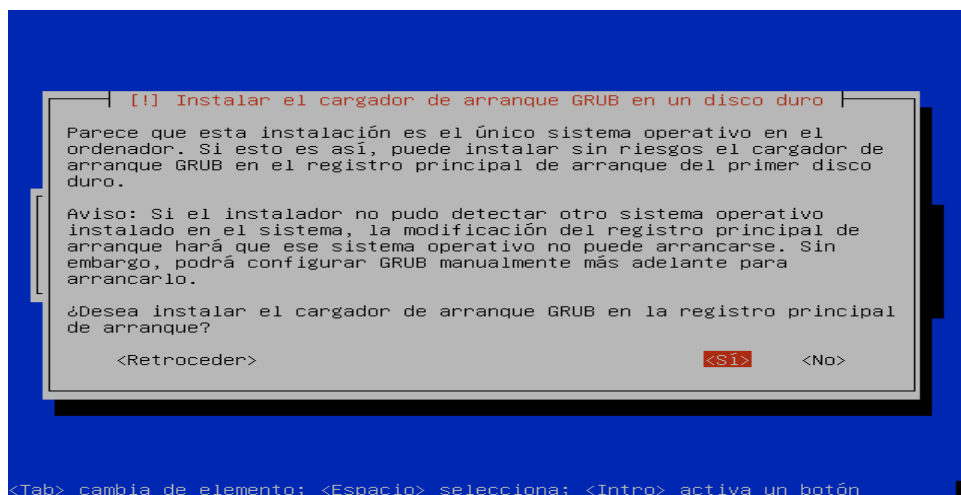 [!] Instalar el cargador de arranque GRUB en un disco duro
Parece que esta instalación es el único sistema operativo en el
ordenador. Si esto es así, puede instalar sin riesgos el cargador de
arranque GRUB en el registro principal de arranque del primer disco
duro.
Aviso: Si el instalador no pudo detectar otro sistema operativo
instalado en el sistema, la modificación del registro principal de
arranque hará que ese sistema operativo no puede arrancarse. Sin
embargo, podrá configurar GRUB manualmente más adelante para
arrancarlo.
¿Desea instalar el cargador de arranque GRUB en la registro principal
de arranque?
<Retroceder> <Sí> <No>
<Tab> cambia de elemento; <Espacio> selecciona; <Intro> activa un botón